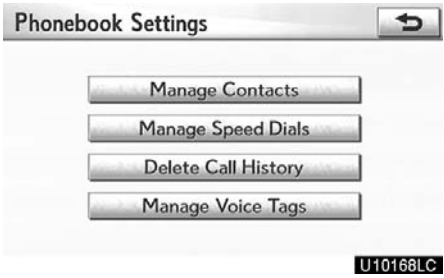 Phonebook Settings
Manage Contacts
Manage Speed Dials
Delete Call History
Manage Voice Tags
U10168LC